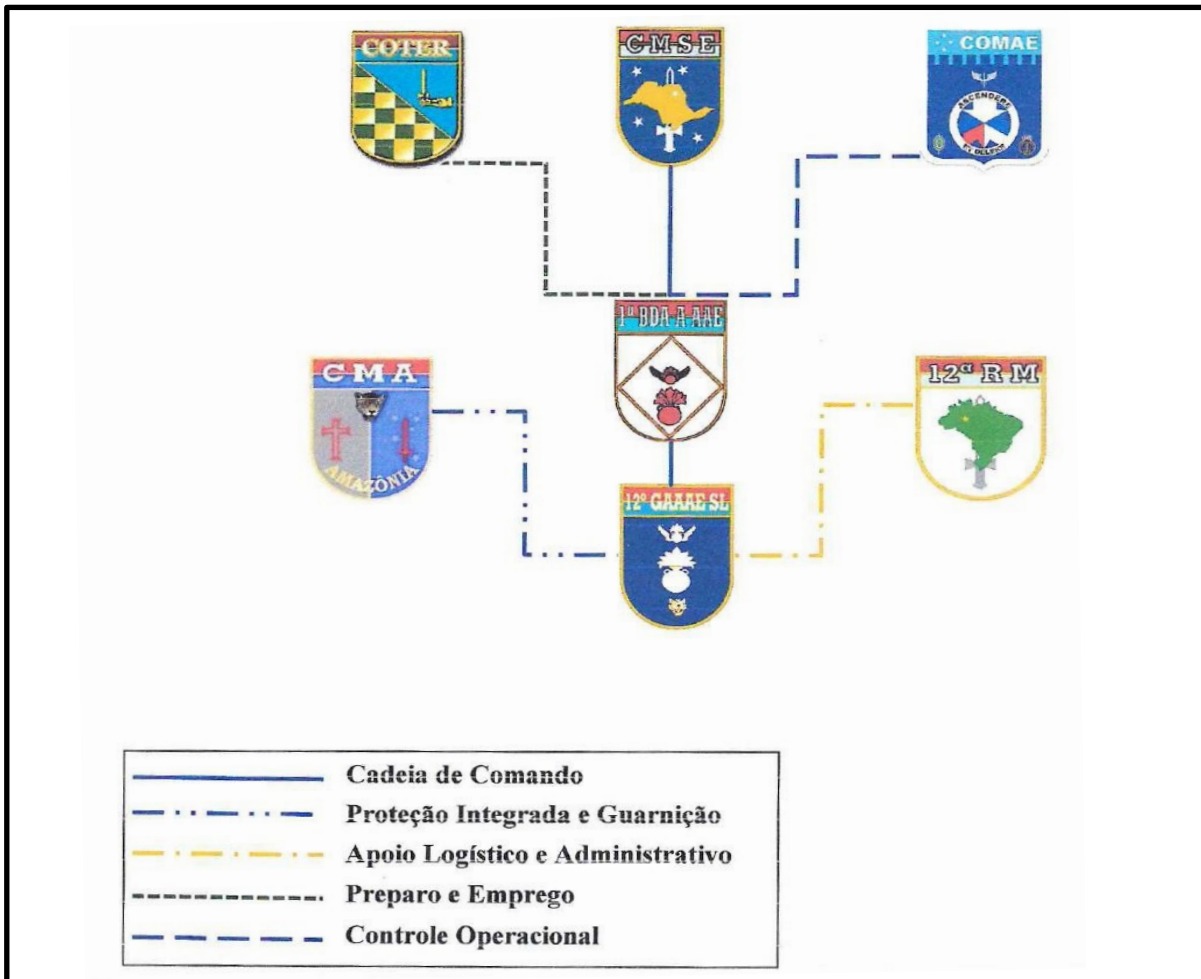 COTER
CMSE
COMAE
ASCENDERE
1ª BDA A AAE
CMA
AMAZÔNIA
12ª RM
12º GAAAE SL
Cadeia de Comando
Proteção Integrada e Guarnição
Apoio Logístico e Administrativo
Preparo e Emprego
Controle Operacional